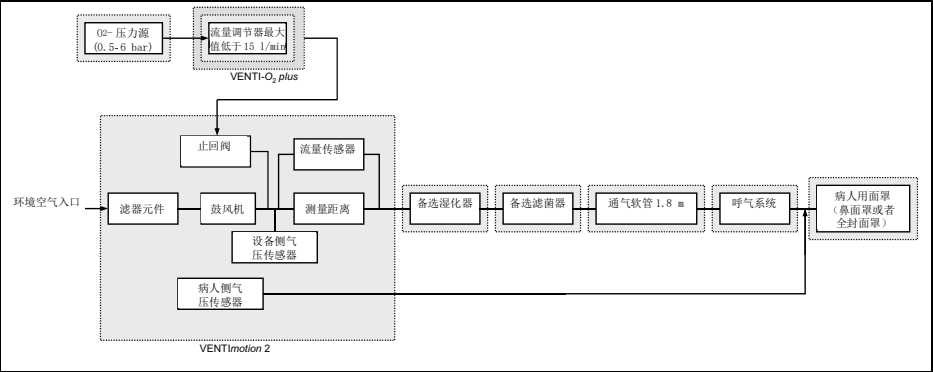 O2- 压力源
(0.5-6 bar)
流量调节器最大
值低于 15 l/min
VENTI-O2 plus
止回阀
流量传感器
环境空气入口
滤器元件
鼓风机
测量距离
备选湿化器
备选滤菌器
通气软管 1.8 m
呼气系统
病人用面罩
（鼻面罩或者
全封面罩）
设备侧气
压传感器
病人侧气
压传感器
VENTImotion 2